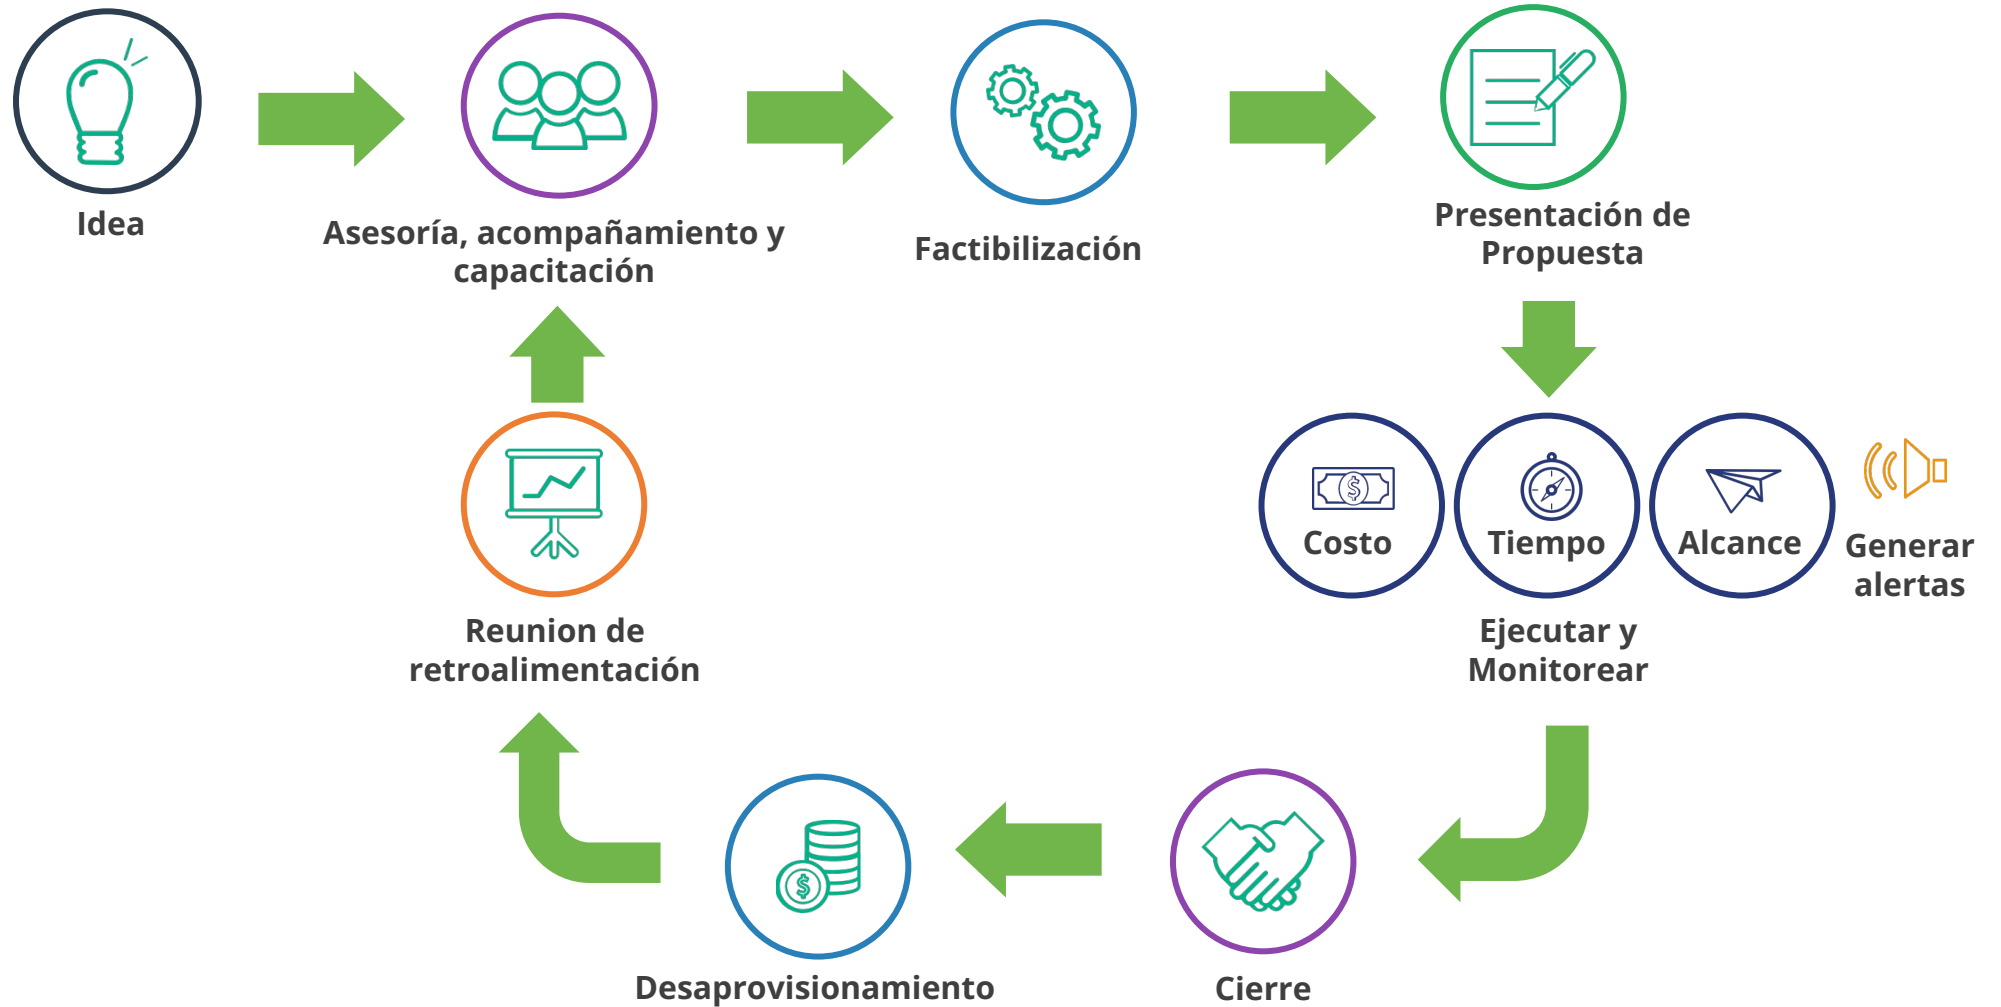 Idea
Asesoría, acompañamiento y
capacitación
Factibilización
Presentación de
Propuesta
Costo
Tiempo
Alcance
Generar
alertas
Ejecutar y
Monitorear
Reunion de
retroalimentación
Desaprovisionamiento
Cierre